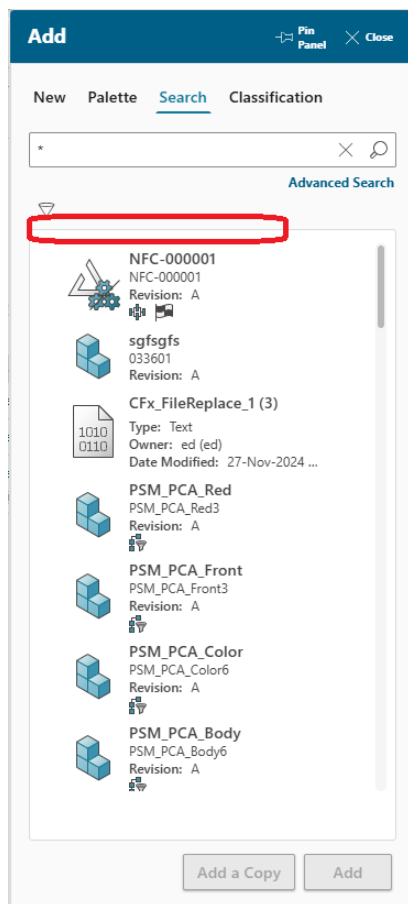 Add
Pin
Panel
Close
New Palette Search Classification
*
Advanced Search
NFC-000001
NFC-000001
Revision: A
sgfsgfs
033601
Revision: A
1010
0110
CFx_FileReplace_1 (3)
Type: Text
Owner: ed (ed)
Date Modified: 27-Nov-2024 ...
PSM_PCA_Red
PSM_PCA_Red3
Revision: A
PSM_PCA_Front
PSM_PCA_Front3
Revision: A
PSM_PCA_Color
PSM_PCA_Color6
Revision: A
PSM_PCA_Body
PSM_PCA_Body6
Revision: A
Add a Copy Add